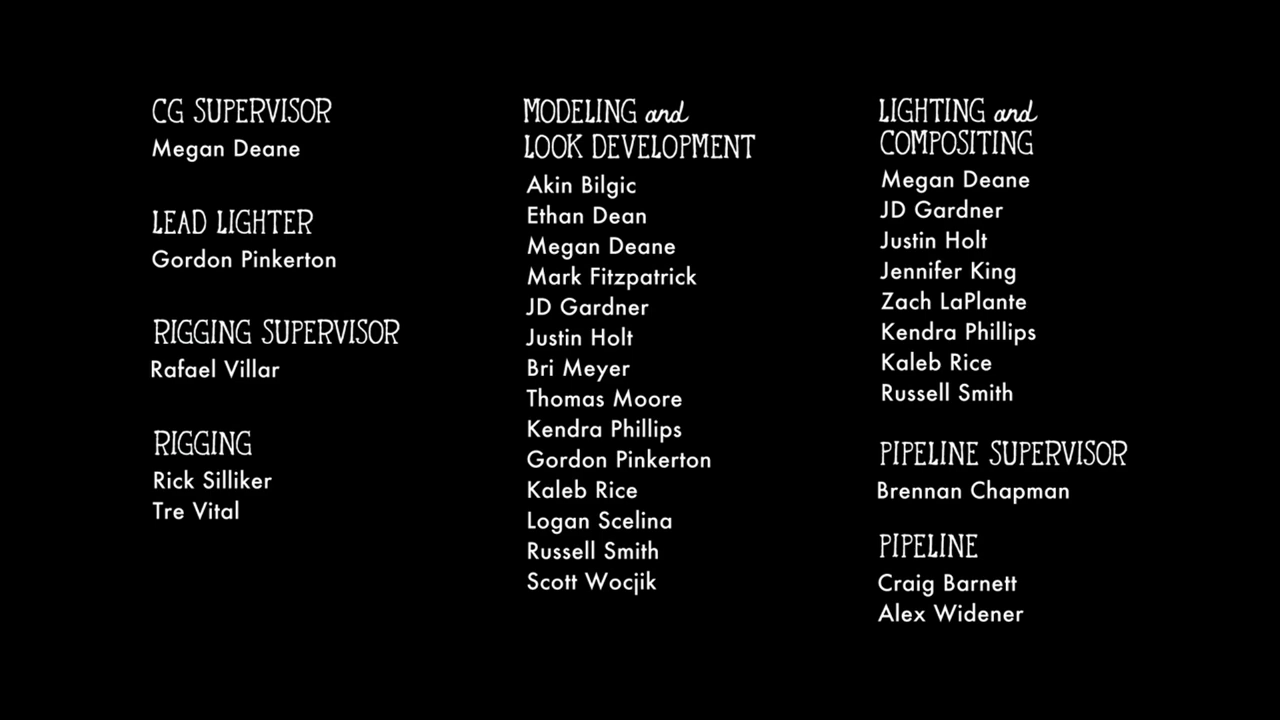 CG SUPERVISOR
Megan Deane
LEAD LIGHTER
Gordon Pinkerton
RIGGING SUPERVISOR
Rafael Villar
RIGGING
Rick Silliker
Tre Vital
MODELING and
LOOK DEVELOPMENT
Akin Bilgic
Ethan Dean
Megan Deane
Mark Fitzpatrick
JD Gardner
Justin Holt
Bri Meyer
Thomas Moore
Kendra Phillips
Gordon Pinkerton
Kaleb Rice
Logan Scelina
Russell Smith
Scott Wocjik
LIGHTING and
COMPOSITING
Megan Deane
JD Gardner
Justin Holt
Jennifer King
Zach LaPlante
Kendra Phillips
Kaleb Rice
Russell Smith
PIPELINE SUPERVISOR
Brennan Chapman
PIPELINE
Craig Barnett
Alex Widener